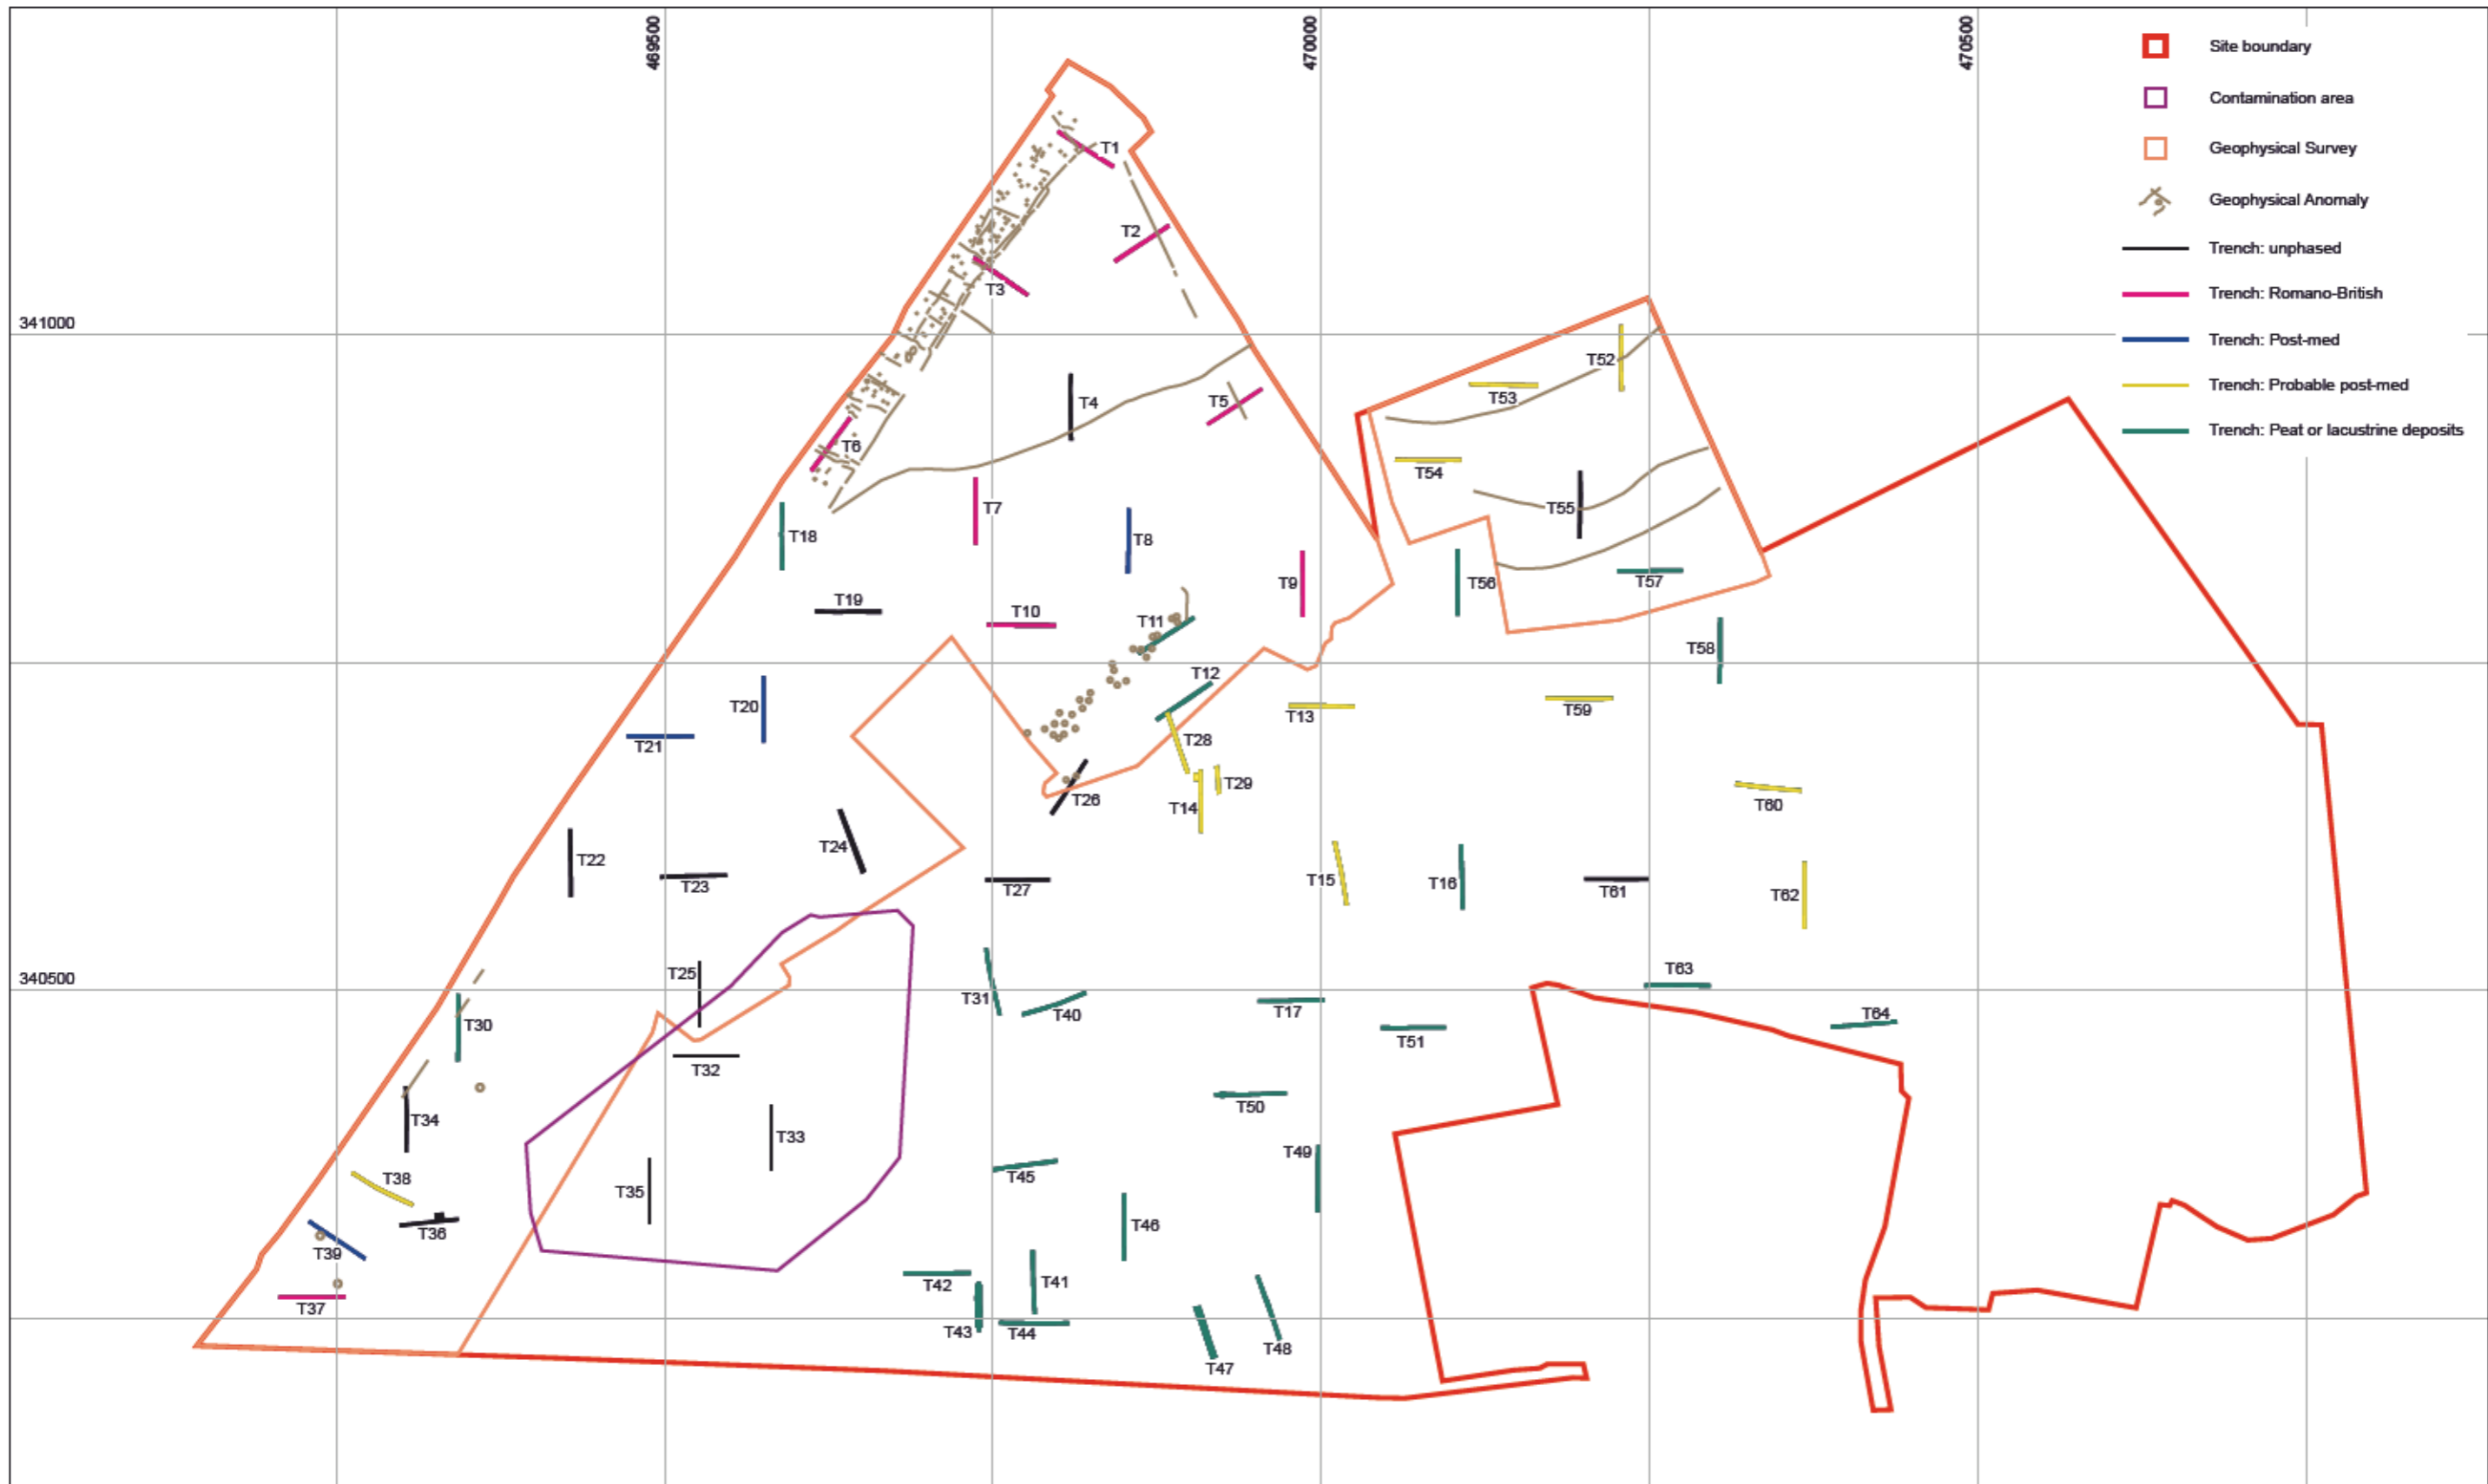 469500
470000
470500
Site boundary
Contamination area
Geophysical Survey
Geophysical Anomaly
Trench: unphased
Trench: Romano-British
Trench: Post-med
Trench: Probable post-med
Trench: Peat or lacustrine deposits
T1
T2
T3
341000
T52
T53
T4
T5
T6
T54
T7
T55
T18
T8
T9
T56
T57
T19
T10
T11
T58
T12
T20
T13
T59
T21
T28
T29
T26
T14
T60
T24
T22
T23
T27
T15
T16
T61
T62
340500
T25
T63
T31
T40
T17
T64
T30
T51
T32
T34
T50
T33
T49
T38
T35
T45
T36
T46
T39
T42
T41
T37
T43
T44
T48
T47